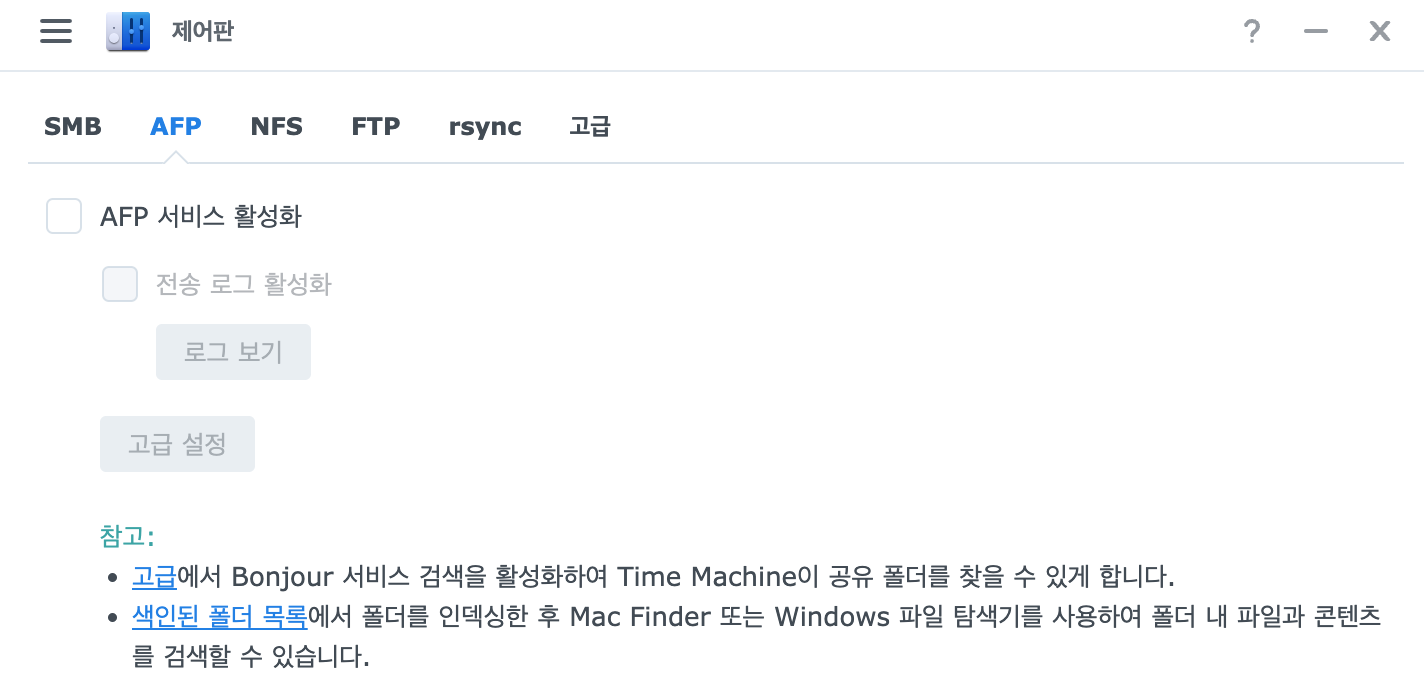 제어판
SMB AFP NFS FTP rsync 고급
AFP 서비스 활성화
전송 로그 활성화
로그 보기
고급 설정
참고:
• 고급에서 Bonjour 서비스 검색을 활성화하여 Time Machine이 공유 폴더를 찾을 수 있게 합니다.
• 색인된 폴더 목록에서 폴더를 인덱싱한 후 Mac Finder 또는 Windows 파일 탐색기를 사용하여 폴더 내 파일과 콘텐츠
를 검색할 수 있습니다.